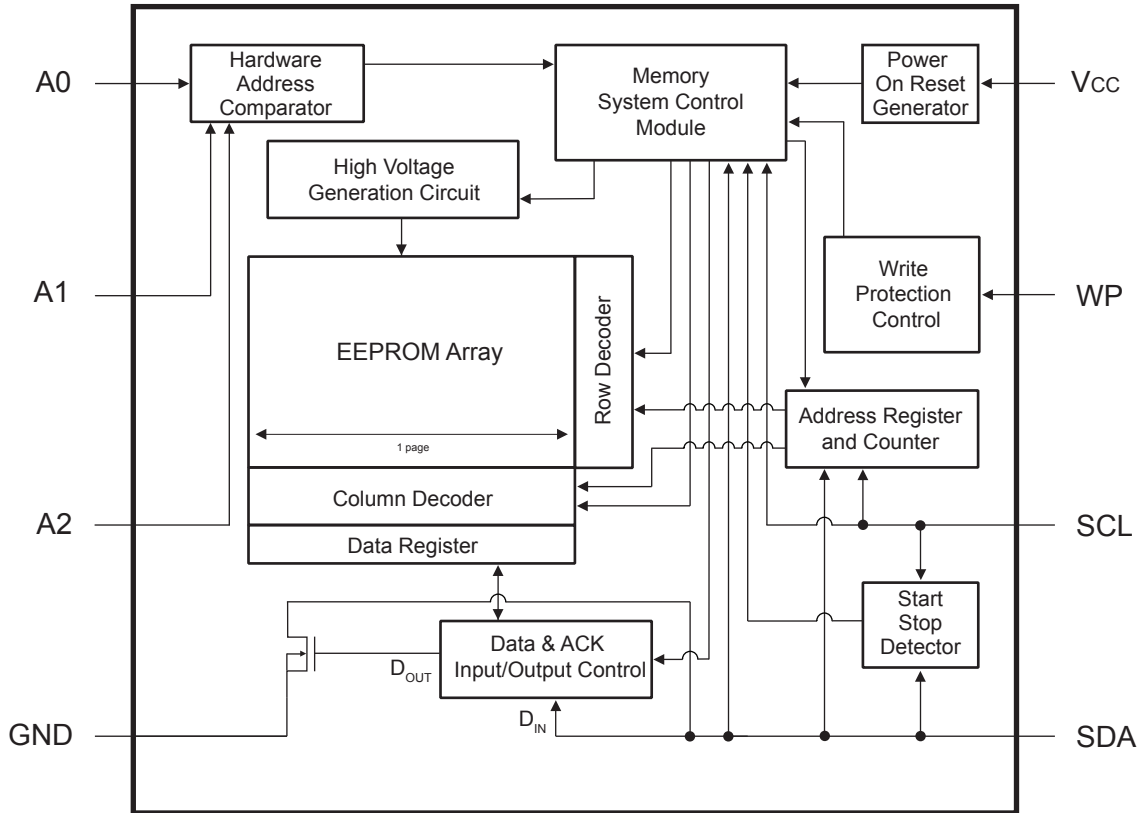 A0
Hardware
Address
Comparator
Memory
System Control
Module
Power
On Reset
Generator
VCC
High Voltage
Generation Circuit
A1
EEPROM Array
Row Decoder
Write
Protection
Control
WP
1 page
Address Register
and Counter
Column Decoder
A2
Data Register
SCL
Start
Stop
Detector
Data & ACK
Input/Output Control
DOUT
DIN
GND
SDA